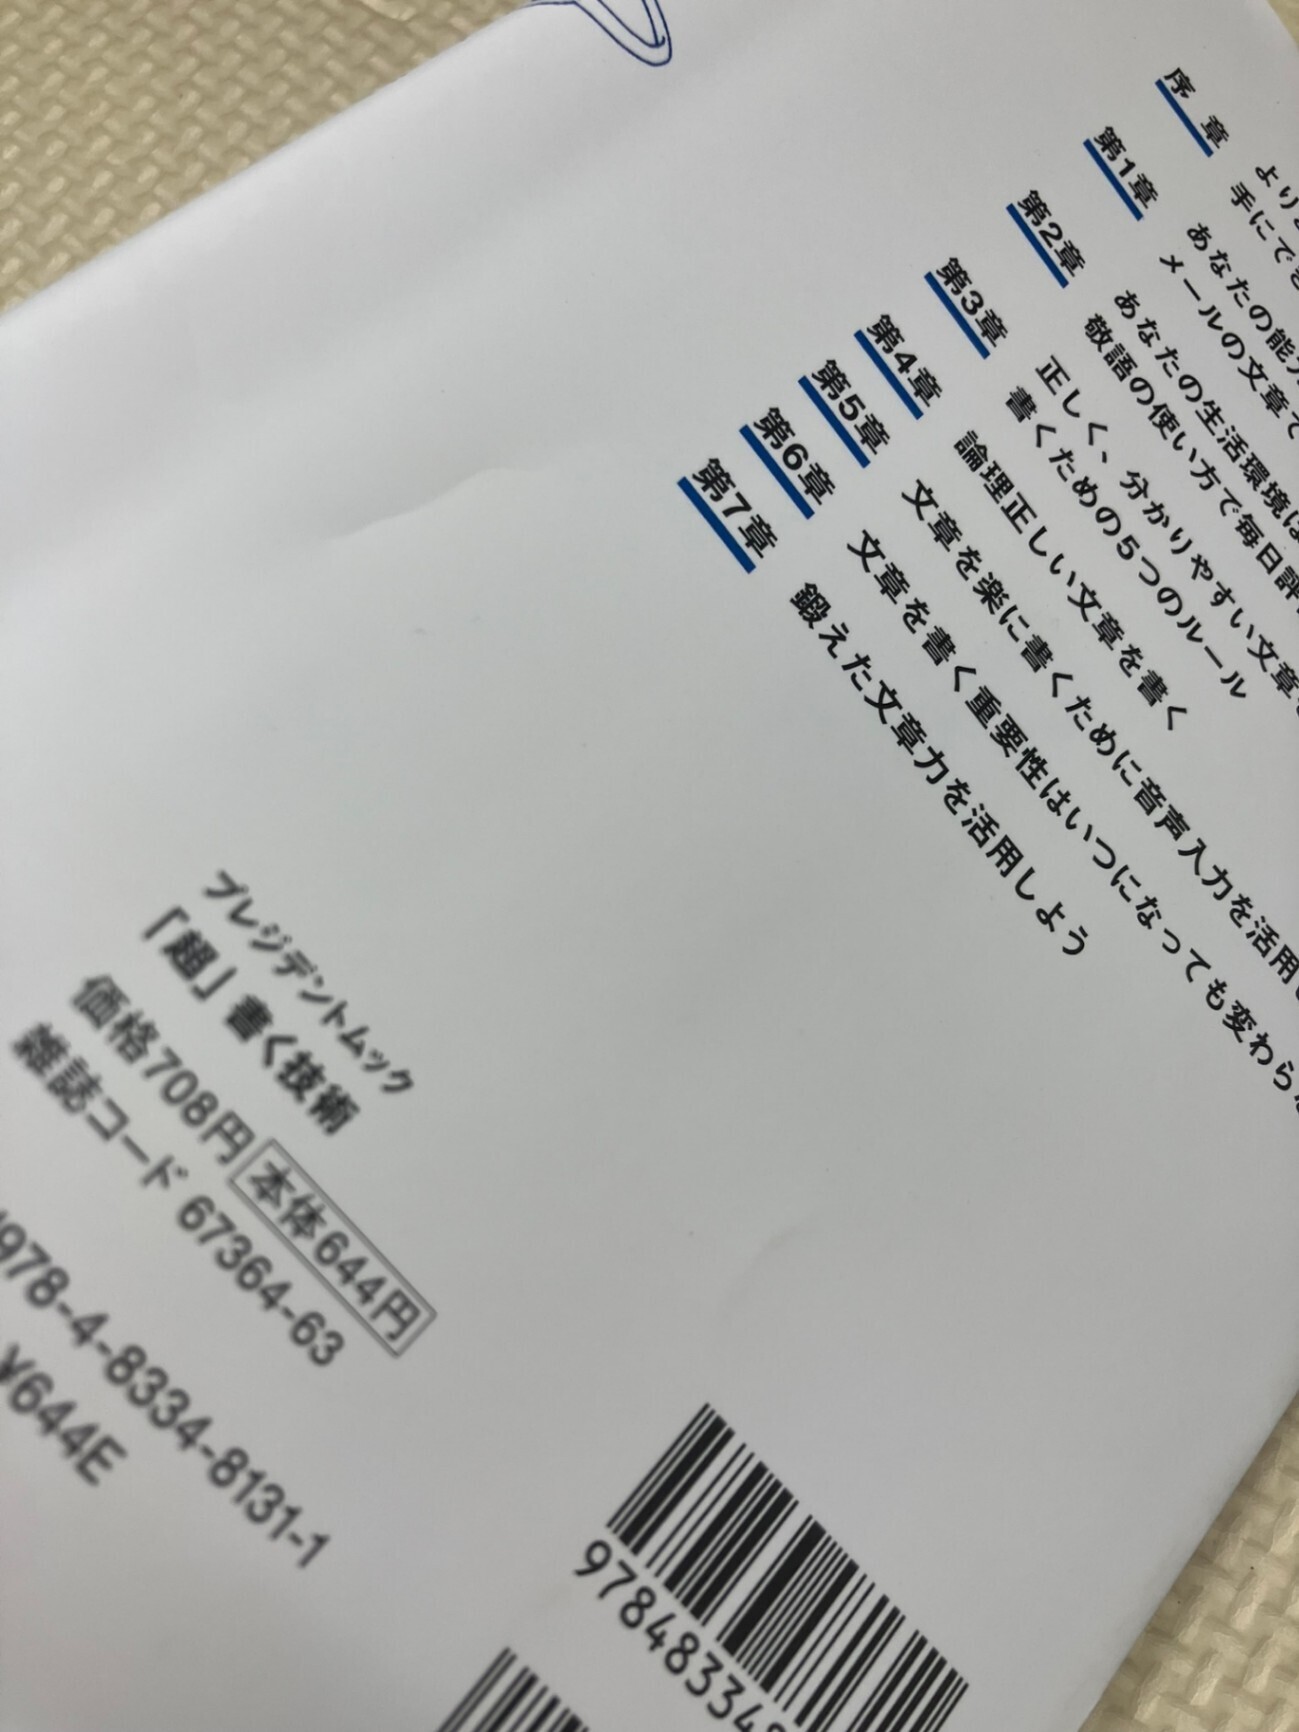 序 章
より
手にでき
第1章
あなたの能力
メールの文章で
第2章
あなたの生活環境は
敬語の使い方で毎日評
第3章
正しく、分かりやすい文章を
書くための5つのルール
第4章
論理正しい文章を書く
第5章
文章を楽に書くために音声入力を活用
第6章
文章を書く重要性はいつになっても変わらな
第7章
鍛えた文章力を活用しよう
プレジデントムック
「超」書く技術
価格708円 本体644円
雑誌コード 67364-63
978-4-8334-8131-1
¥644E
978483348